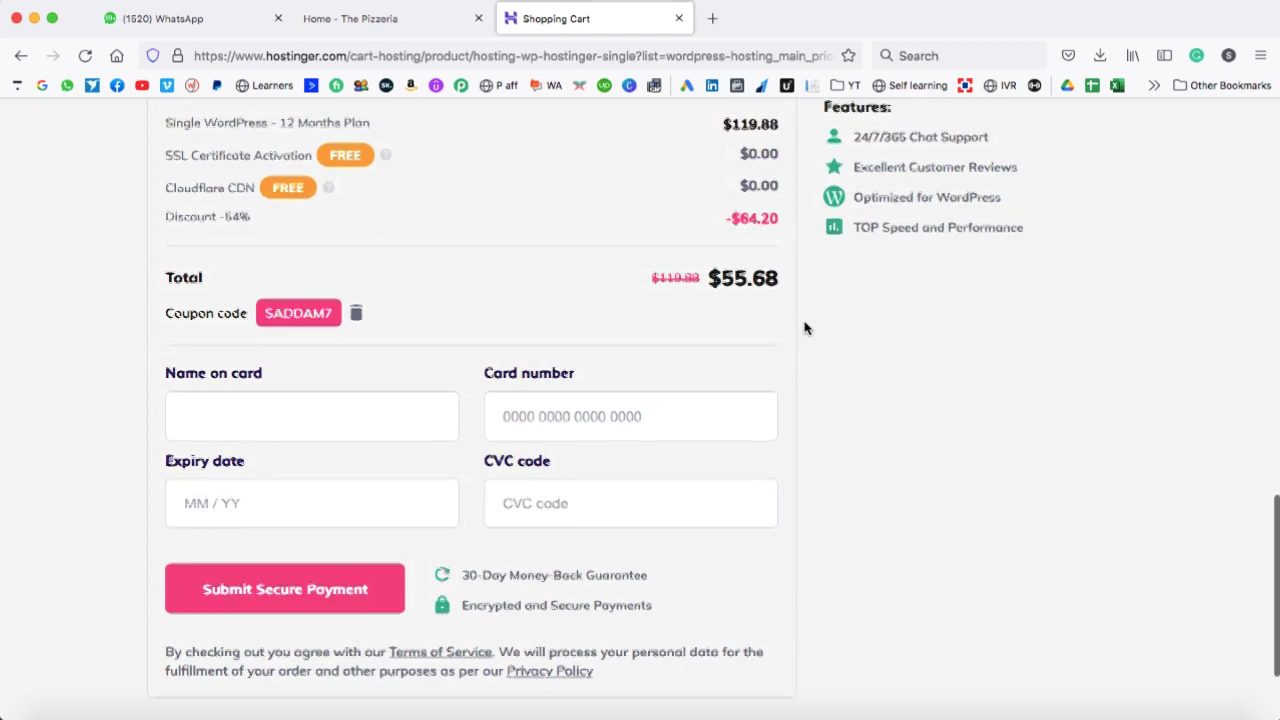 (1520) WhatsApp
Home - The Pizzeria
Shopping Cart
https://www.hostinger.com/cart-hosting/product/hosting-wp-hostinger-single?list=wordpress-hosting_main_pric
Search
Learners
P aff
WA
YT
Self learning
IVR
Other Bookmarks
Single WordPress - 12 Months Plan $119.88
SSL Certificate Activation FREE $0.00
Cloudflare CDN FREE $0.00
Discount -54% -$64.20
Total $119.88 $55.68
Coupon code SADDAM7
Name on card Card number
0000 0000 0000 0000
Expiry date CVC code
MM / YY CVC code
Submit Secure Payment
30-Day Money-Back Guarantee
Encrypted and Secure Payments
By checking out you agree with our Terms of Service. We will process your personal data for the
fulfillment of your order and other purposes as per our Privacy Policy
Features:
24/7/365 Chat Support
Excellent Customer Reviews
Optimized for WordPress
TOP Speed and Performance